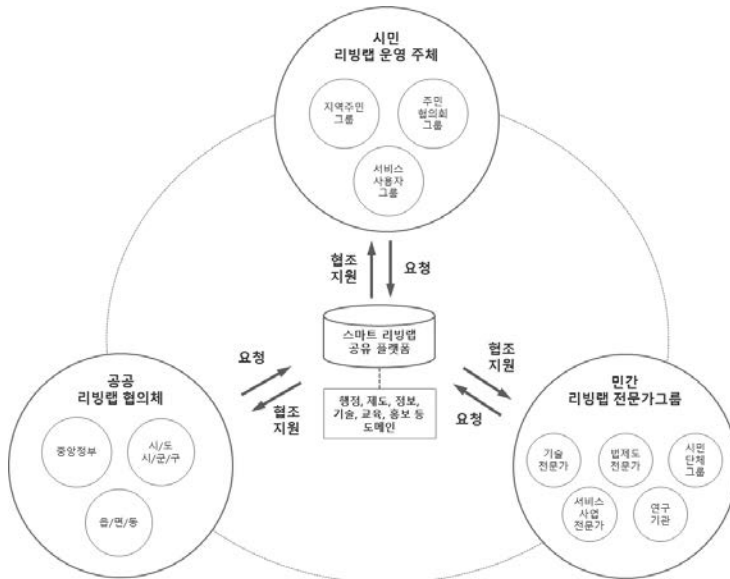 시민
리빙랩 운영 주체
지역주민
그룹
주민
협의회
그룹
서비스
사용자
그룹
협조
지원
요청
스마트 리빙랩
공유 플랫폼
행정, 제도, 정보,
기술, 교육, 홍보 등
도메인
요청
협조
지원
협조
지원
요청
공공
리빙랩 협의체
중앙정부
시/도
시/군/구
읍/면/동
민간
리빙랩 전문가그룹
기술
전문가
법제도
전문가
시민
단체
그룹
서비스
사업
전문가
연구
기관